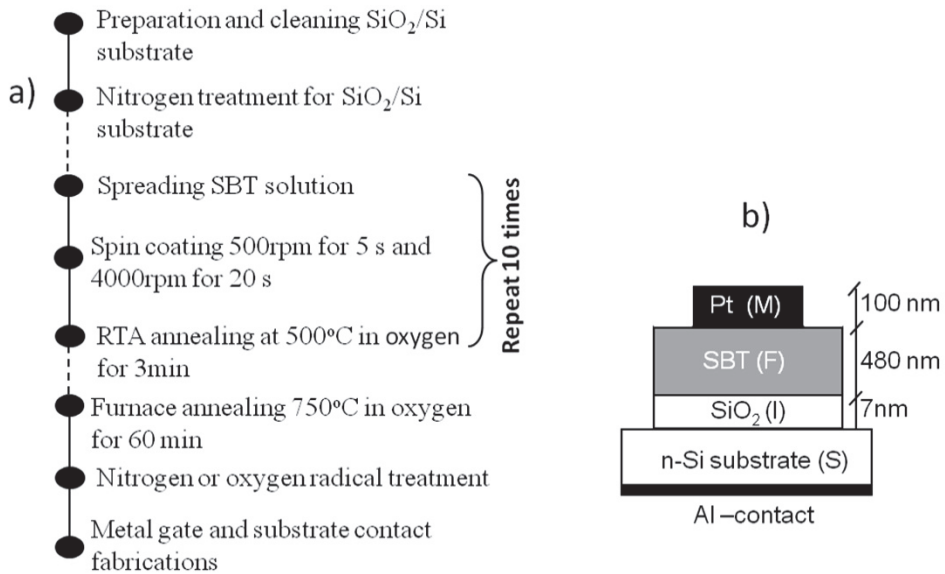 a)
Preparation and cleaning SiO₂/Si
substrate
Nitrogen treatment for SiO₂/Si
substrate
Spreading SBT solution
Spin coating 500rpm for 5 s and
4000rpm for 20 s
RTA annealing at 500°C in oxygen
for 3min
Repeat 10 times
Furnace annealing 750°C in oxygen
for 60 min
Nitrogen or oxygen radical treatment
Metal gate and substrate contact
fabrications
b)
Pt (M)
100 nm
SBT (F)
480 nm
SiO₂ (I)
7nm
n-Si substrate (S)
Al –contact